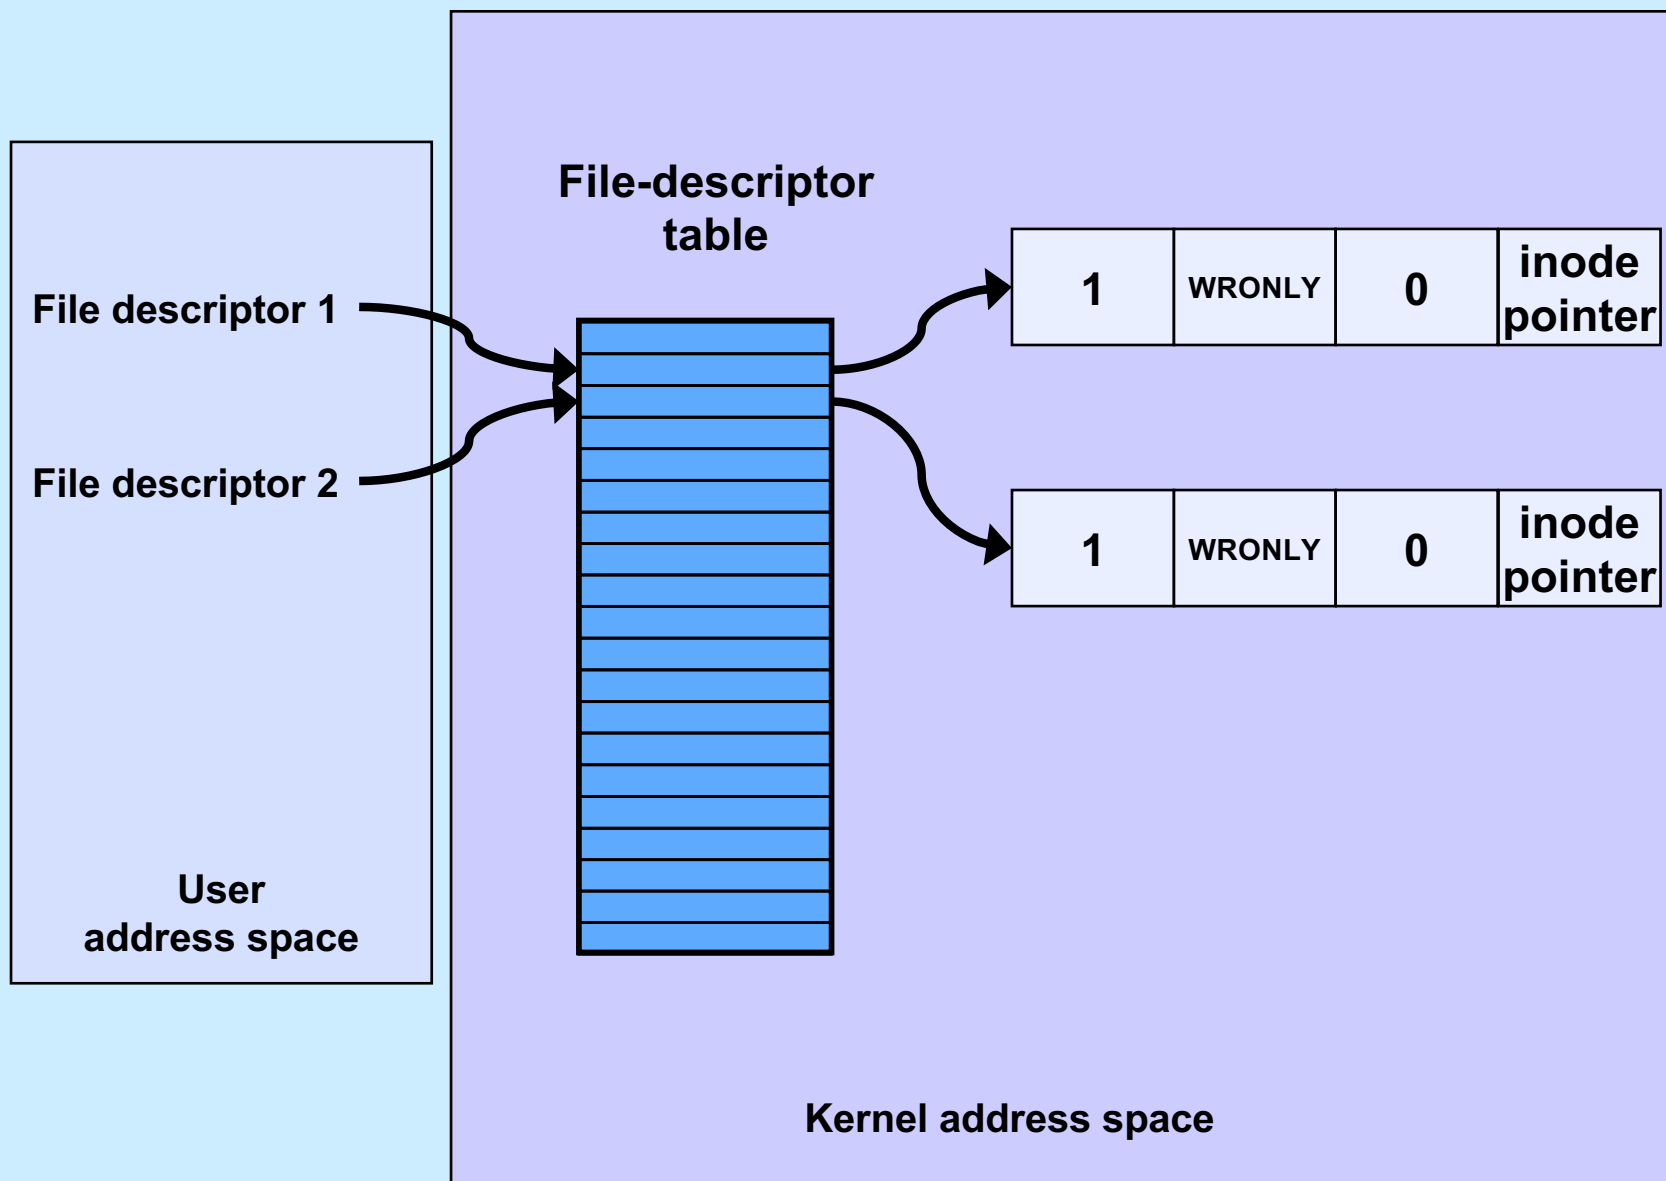 File-descriptor
table
File descriptor 1
File descriptor 2
1
WRONLY
0
inode
pointer
1
WRONLY
0
inode
pointer
User
address space
Kernel address space